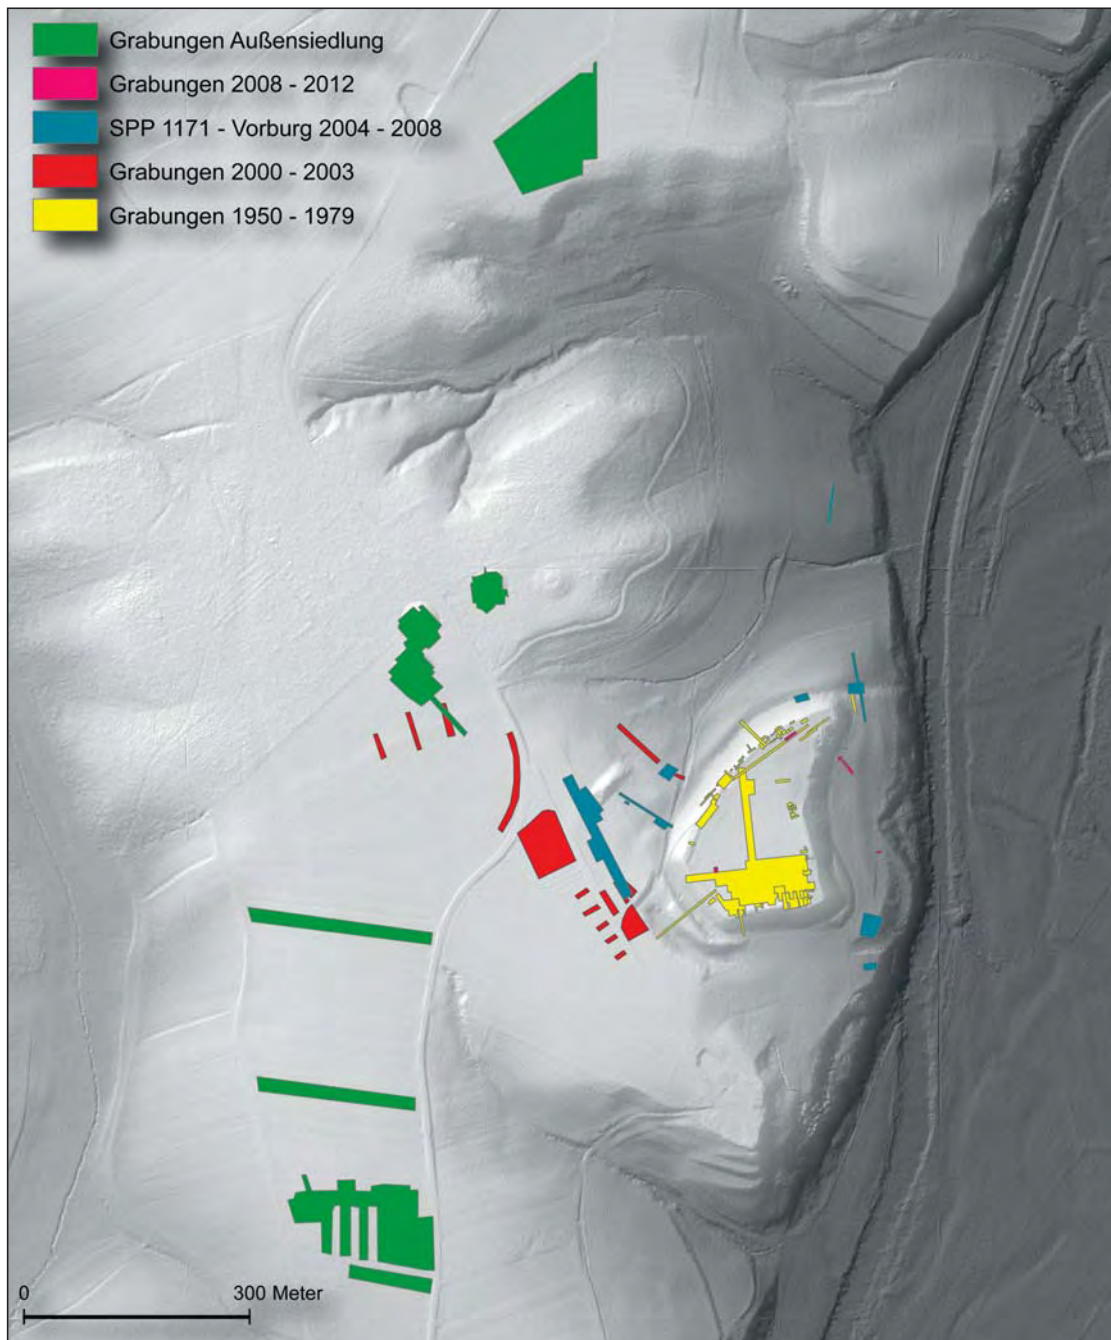 Grabungen Außensiedlung
Grabungen 2008 - 2012
SPP 1171 - Vorburg 2004 - 2008
Grabungen 2000 - 2003
Grabungen 1950 - 1979
0 300 Meter